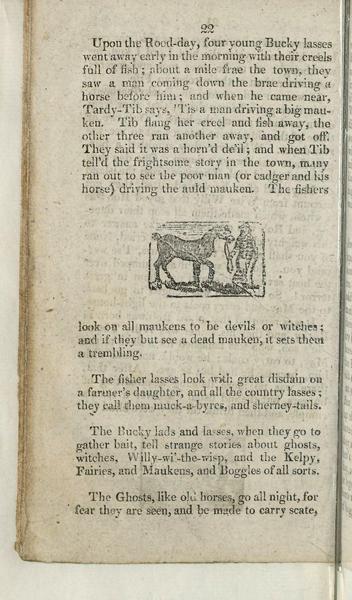 22
Upon the Rood-day, four young Bucky lasses
went away early in the morning with their creels
full of fish; about a mile frae the town, they
saw a man coming down the brae driving a
horse before him; and when he came near,
Tardy-Tib says, 'Tis a man driving a big mau-
ken. Tib flang her creel and fish away, the
other three ran another away, and got off.
They said it was a horn'd de'il; and when Tib
tell'd the frightsome story in the town, many
ran out to see the poor man (or cadger and his
horse) driving the auld mauken. The fishers
look on all maukens to be devils or witches;
and if they but see a dead mauken, it sets them
a trembling.
The fisher lasses look with great disdain on
a farmer's daughter, and all the country lasses;
they call them muck-a-byres, and sherney-tails.
The Bucky lads and lasses, when they go to
gather bait, tell strange stories about ghosts,
witches, Willy-wi'-the-wisp, and the Kelpy,
Fairies, and Maukens, and Boggles of all sorts.
The Ghosts, like old horses, go all night, for
fear they are seen, and be made to carry scate,